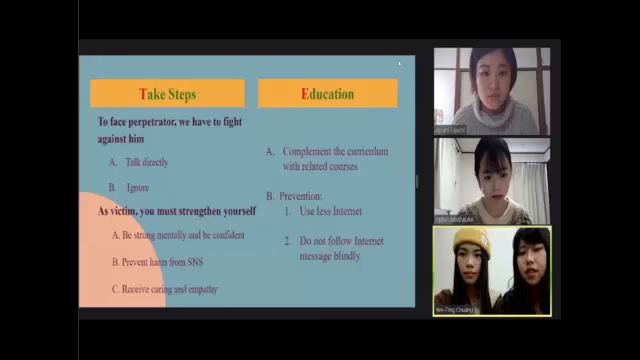 Take Steps
To face perpetrator, we have to fight
against him
A. Talk directly
B. Ignore
As victim, you must strengthen yourself
A. Be strong mentally and be confident
B. Prevent harm from SNS
C. Receive caring and empathy
Education
A. Complement the curriculum
with related courses
B. Prevention:
1. Use less Internet
2. Do not follow Internet
message blindly
Yen-Ting Chuang